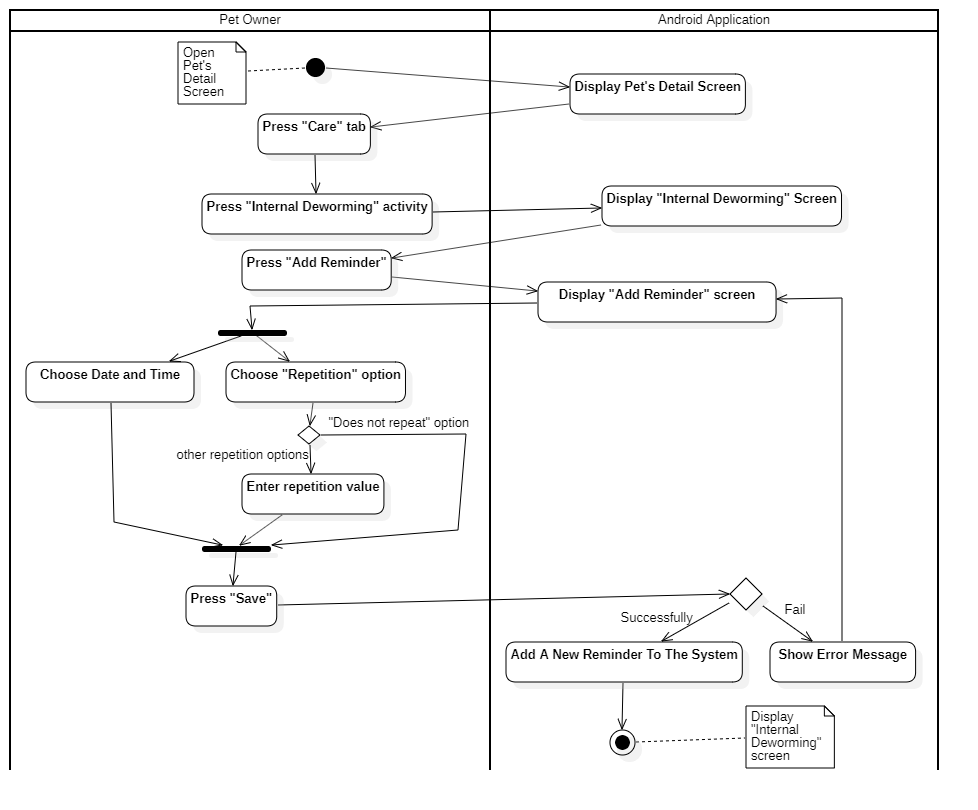 Pet Owner
Android Application
Open
Pet's
Detail
Screen
Display Pet's Detail Screen
Press "Care" tab
Press "Internal Deworming" activity
Display "Internal Deworming" Screen
Press "Add Reminder"
Display "Add Reminder" screen
Choose Date and Time
Choose "Repetition" option
"Does not repeat" option
other repetition options
Enter repetition value
Press "Save"
Successfully
Fail
Add A New Reminder To The System
Show Error Message
Display
"Internal
Deworming"
screen